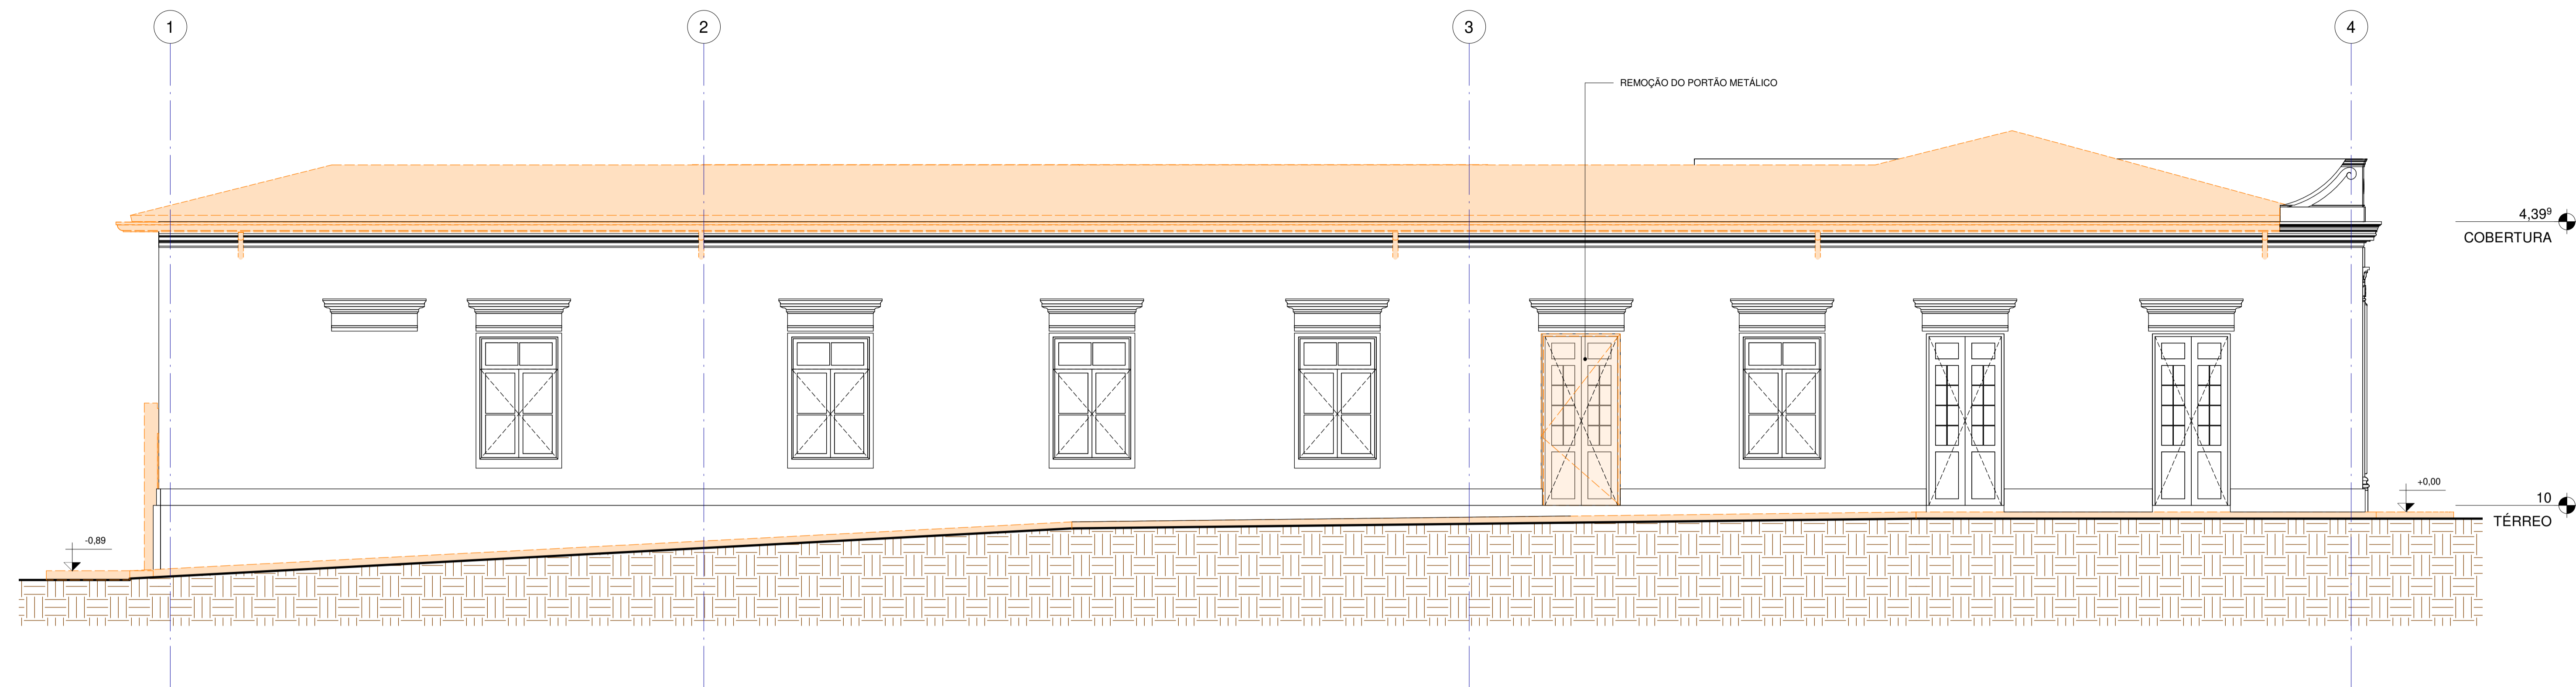 1
2
3
4
REMOÇÃO DO PORTÃO METÁLICO
4,39⁹
COBERTURA
+0,00
10
TÉRREO
-0,89